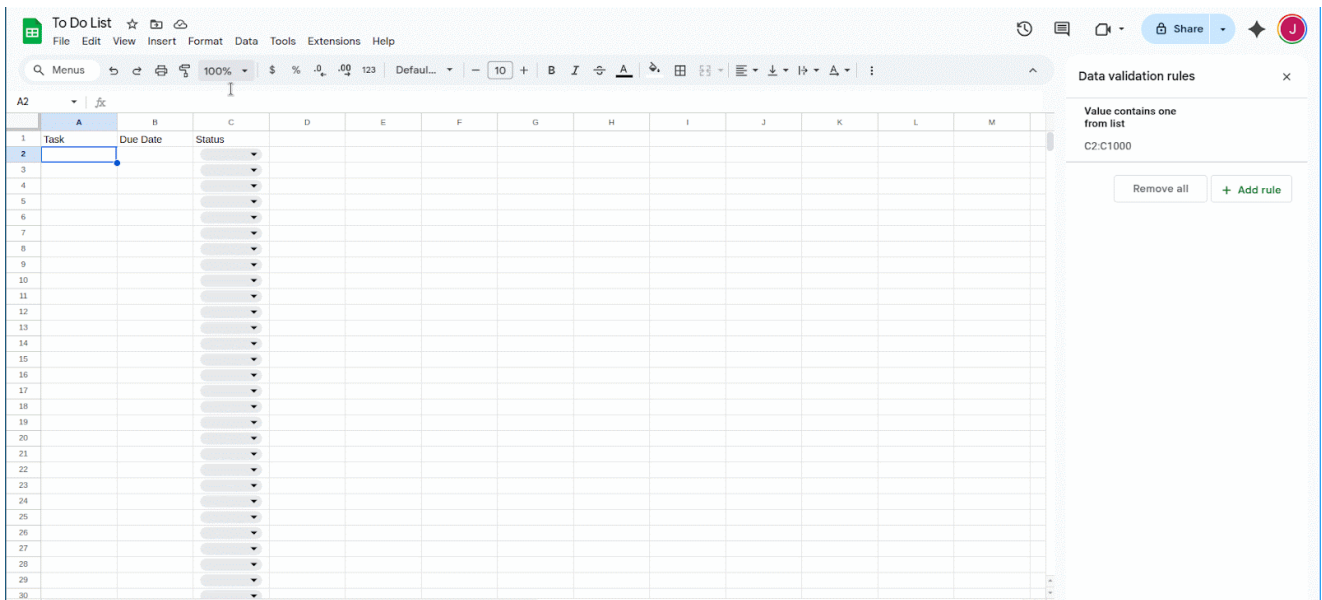 To Do List
File Edit View Insert Format Data Tools Extensions Help
Share
J
Menus 100% $ % .0 .00 123 Defaul... 10 B I S A
Data validation rules
A2 fx
Value contains one
from list
C2:C1000
Remove all + Add rule
A B C D E F G H I J K L M
1 Task Due Date Status
2
3
4
5
6
7
8
9
10
11
12
13
14
15
16
17
18
19
20
21
22
23
24
25
26
27
28
29
30